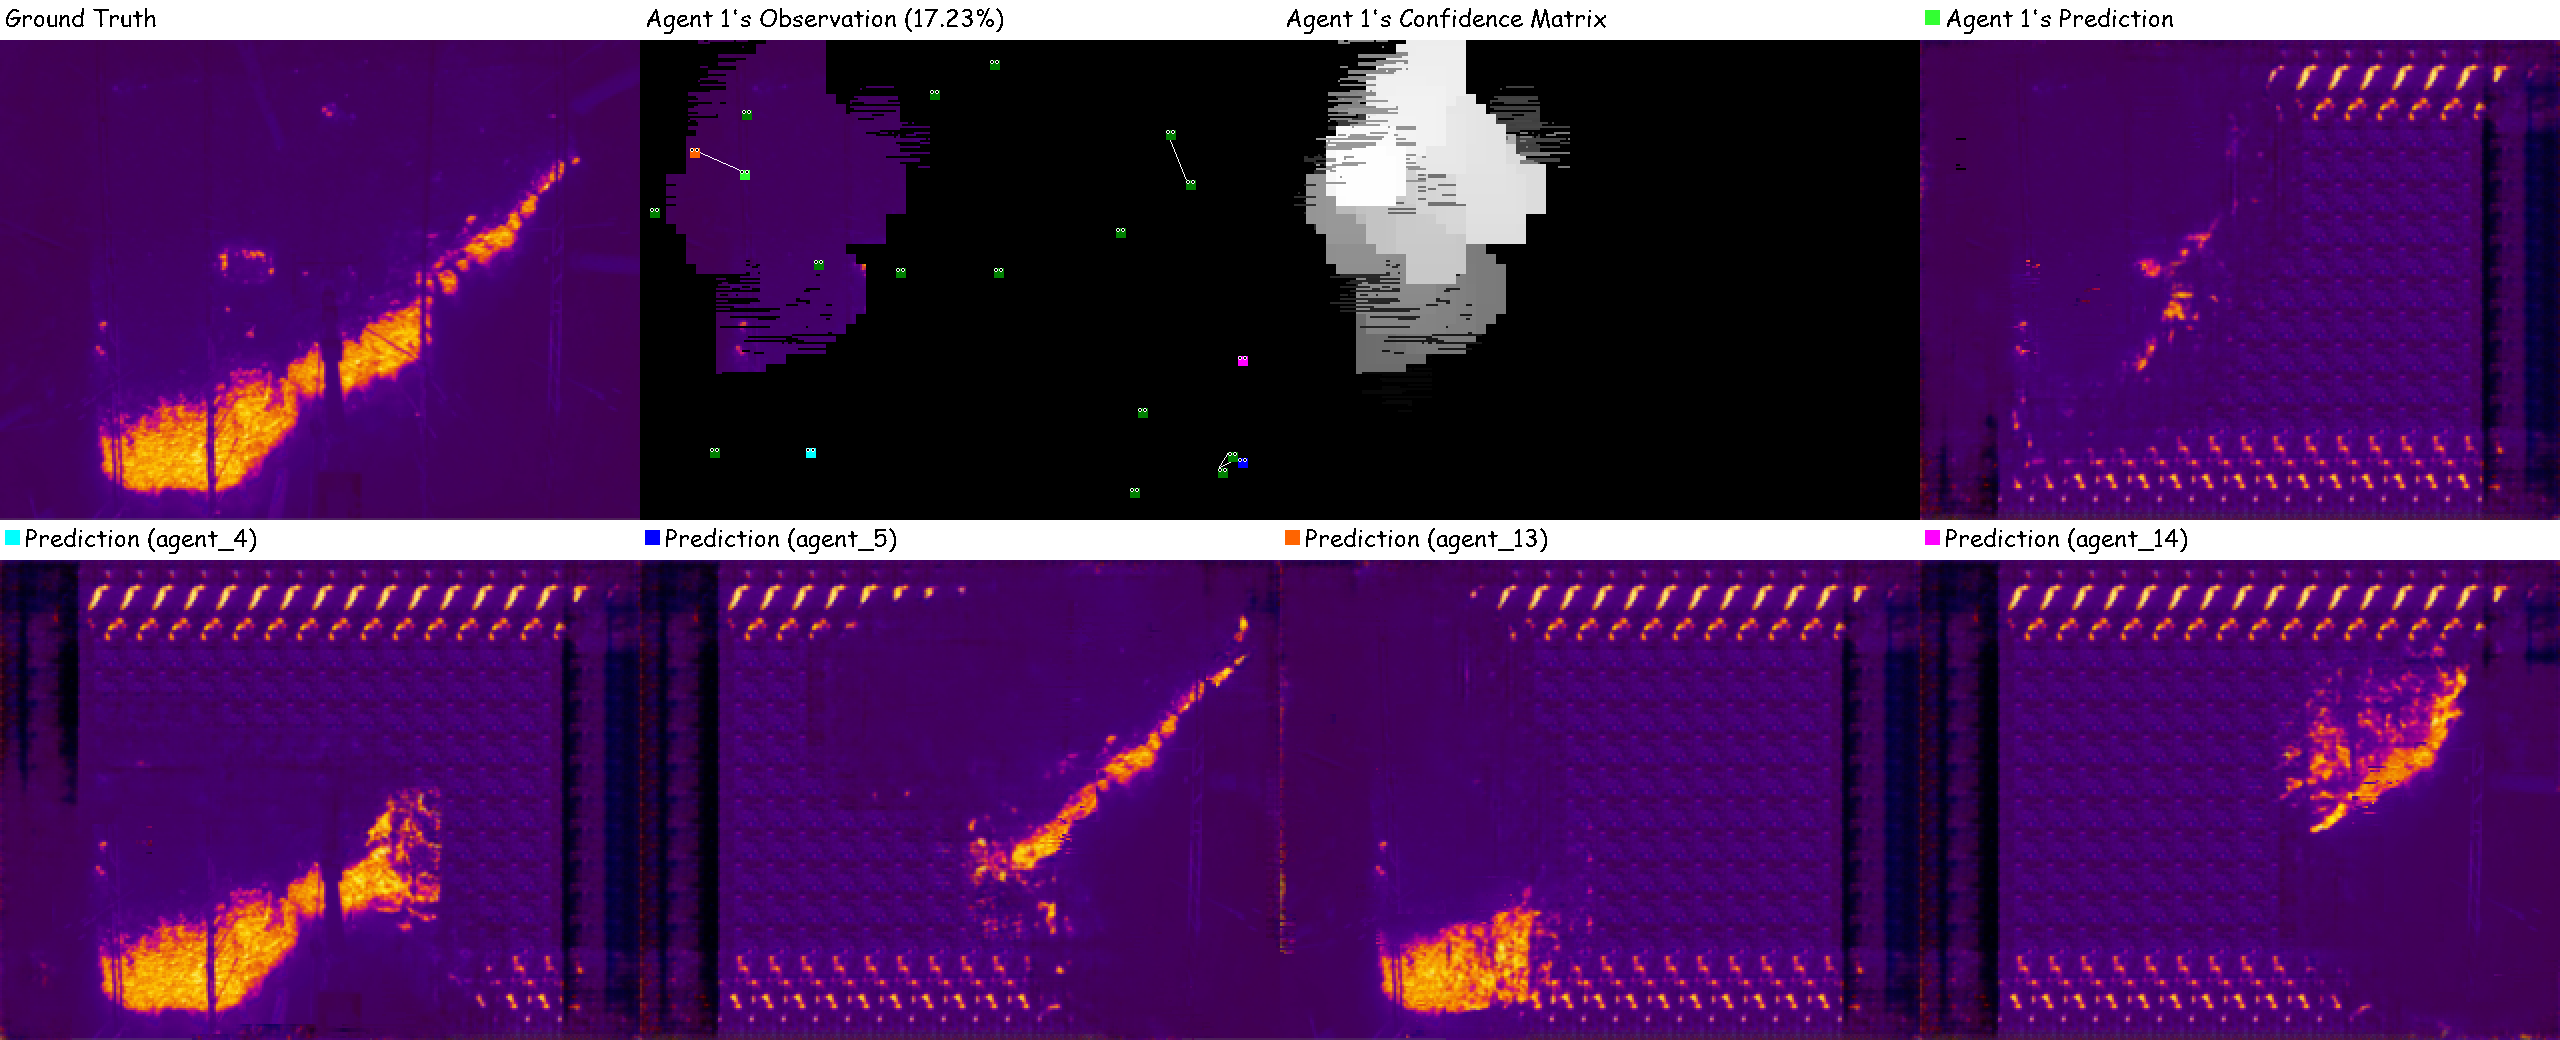 Ground Truth
Agent 1's Observation (17.23%)
Agent 1's Confidence Matrix
Agent 1's Prediction
Prediction (agent_4)
Prediction (agent_5)
Prediction (agent_13)
Prediction (agent_14)